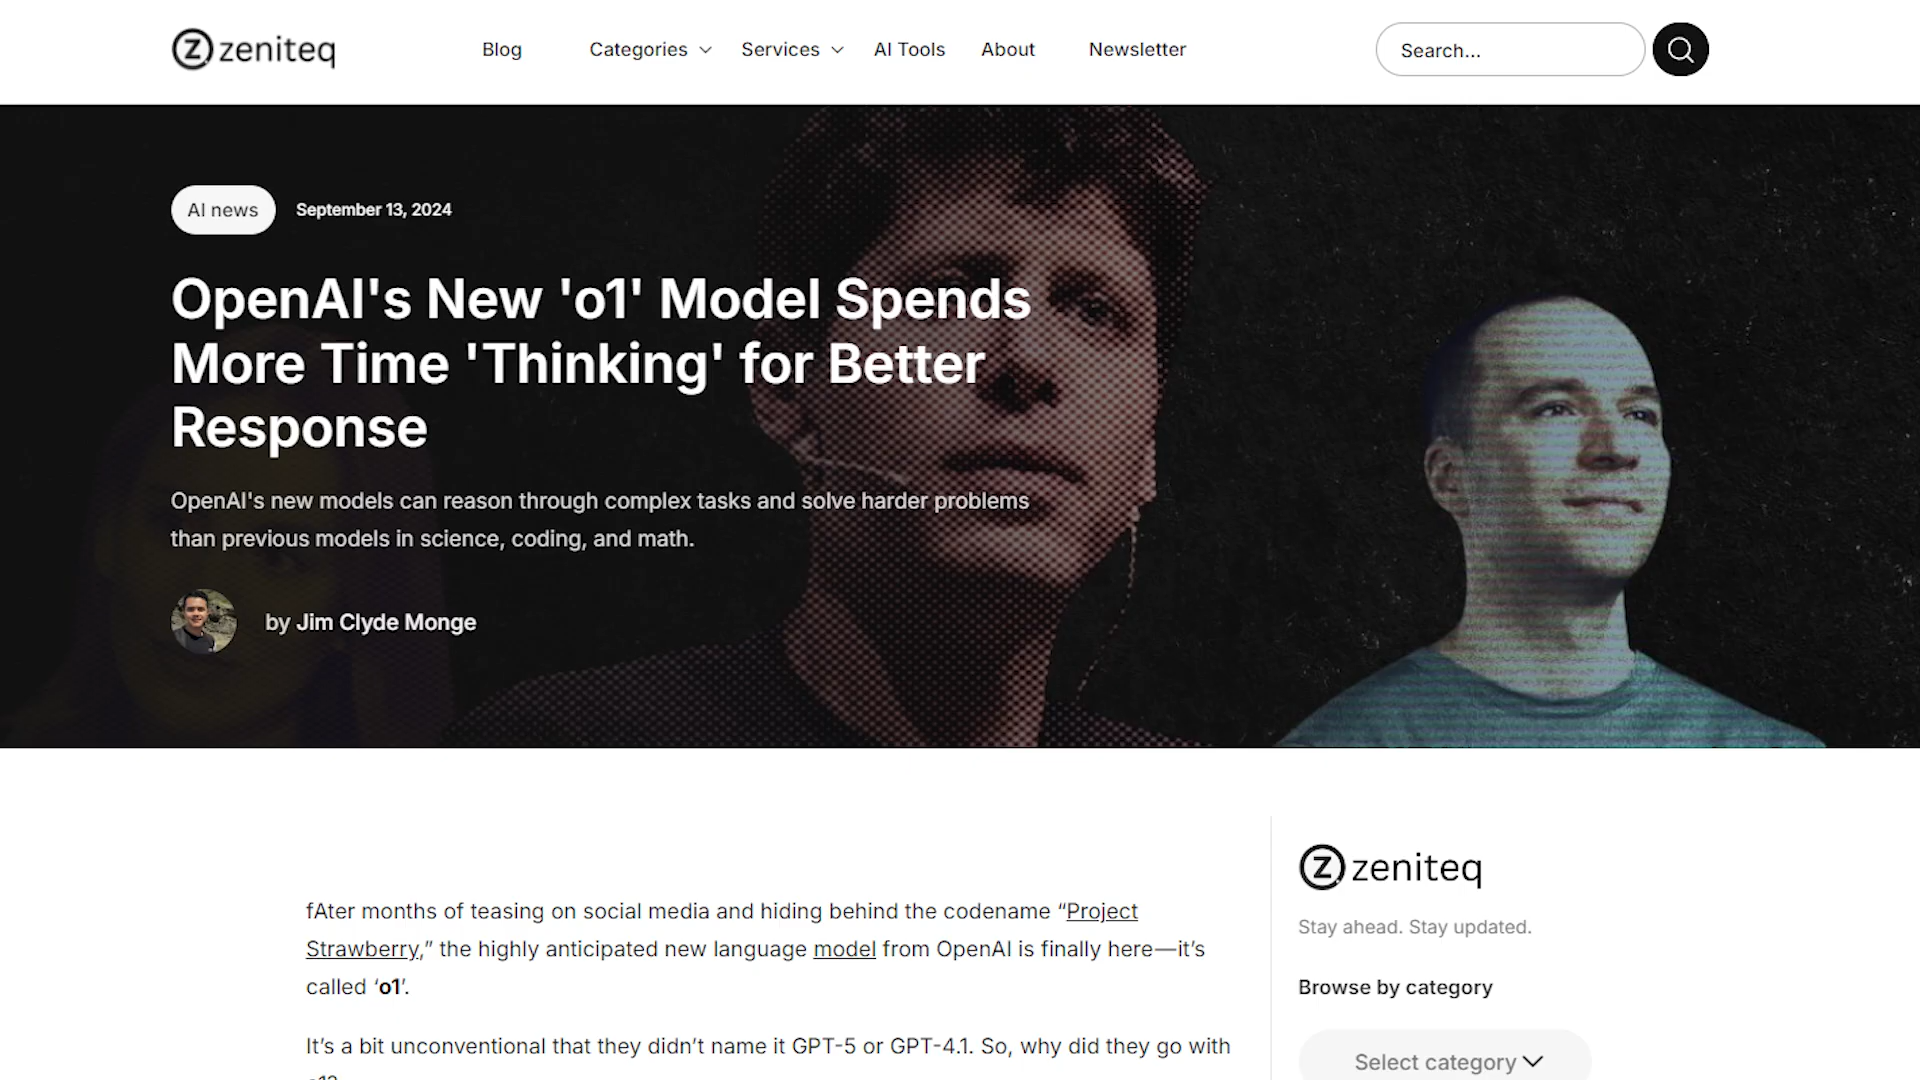 zeniteq
Blog
Categories
Services
AI Tools
About
Newsletter
Search...
AI news
September 13, 2024
OpenAI's New 'o1' Model Spends
More Time 'Thinking' for Better
Response
OpenAI's new models can reason through complex tasks and solve harder problems
than previous models in science, coding, and math.
by Jim Clyde Monge
fAter months of teasing on social media and hiding behind the codename “Project
Strawberry,” the highly anticipated new language model from OpenAI is finally here—it’s
called ‘o1’.
It’s a bit unconventional that they didn’t name it GPT-5 or GPT-4.1. So, why did they go with
zeniteq
Stay ahead. Stay updated.
Browse by category
Select category